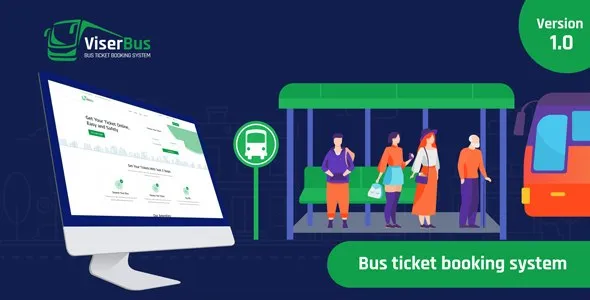 ViserBus
BUS TICKET BOOKING SYSTEM
Version
1.0
Get Your Ticket Online,
Easy and Safely
Get Your Tickets With Just 3 Steps
Bus ticket booking system